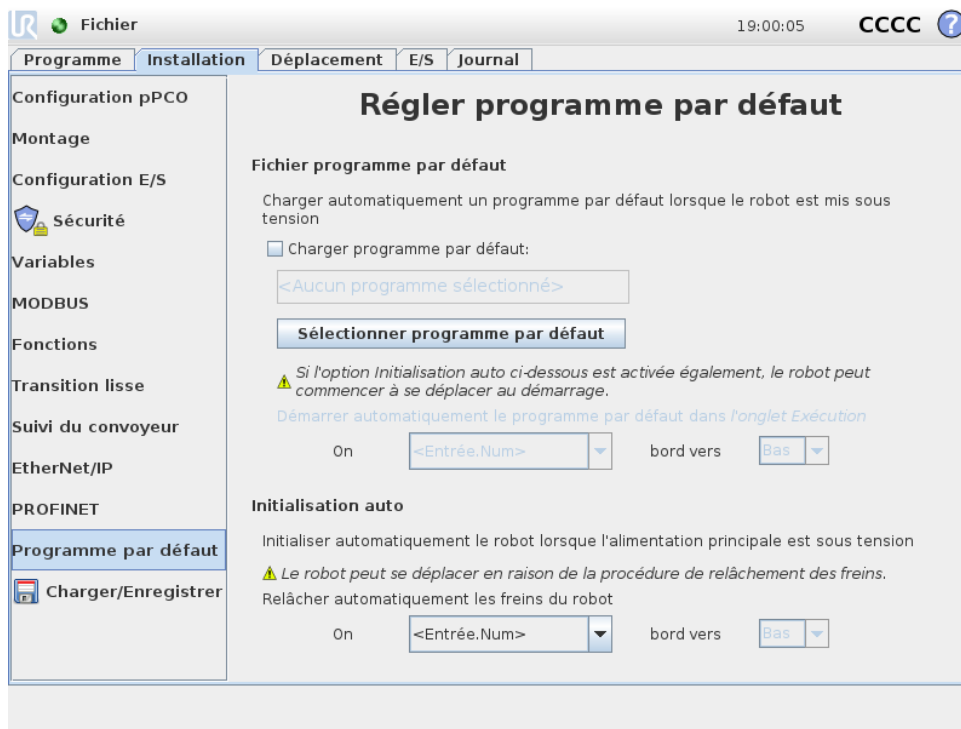 UR Fichier 19:00:05 CCCC ?
Programme Installation Déplacement E/S Journal
Configuration pPCO
Montage
Configuration E/S
Sécurité
Variables
MODBUS
Fonctions
Transition lisse
Suivi du convoyeur
EtherNet/IP
PROFINET
Programme par défaut
Charger/Enregistrer
Régler programme par défaut
Fichier programme par défaut
Charger automatiquement un programme par défaut lorsque le robot est mis sous
tension
Charger programme par défaut:
<Aucun programme sélectionné>
Sélectionner programme par défaut
Si l'option Initialisation auto ci-dessous est activée également, le robot peut
commencer à se déplacer au démarrage.
Démarrer automatiquement le programme par défaut dans l'onglet Exécution
On <Entrée.Num> bord vers Bas
Initialisation auto
Initialiser automatiquement le robot lorsque l'alimentation principale est sous tension
Le robot peut se déplacer en raison de la procédure de relâchement des freins.
Relâcher automatiquement les freins du robot
On <Entrée.Num> bord vers Bas